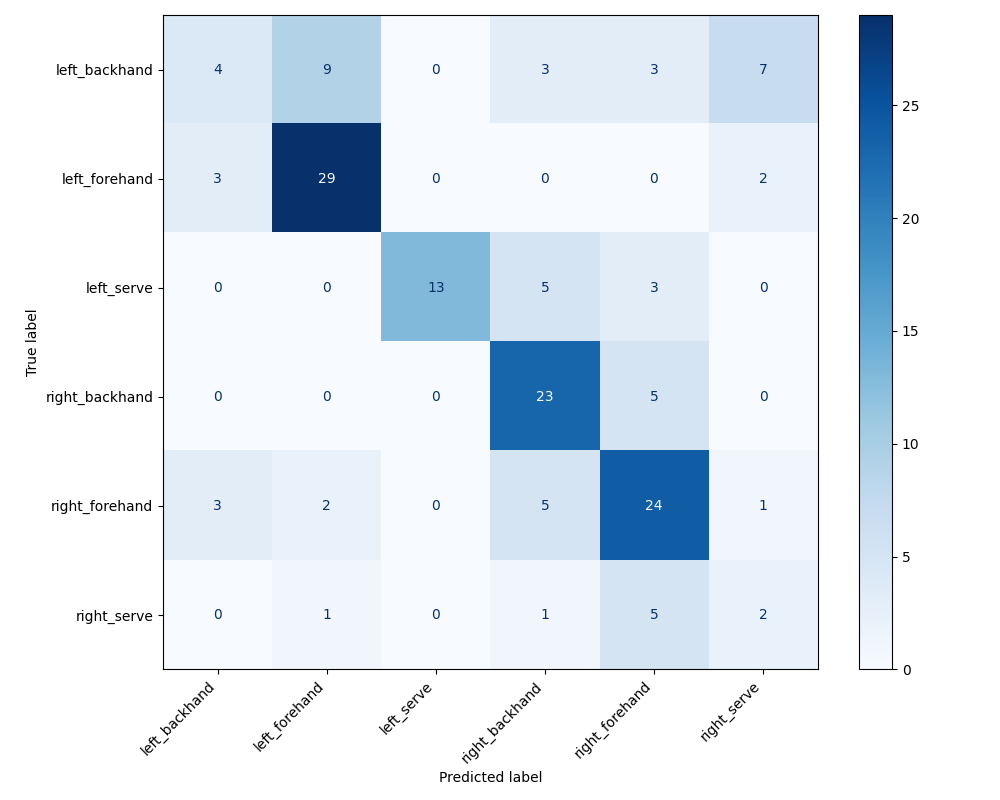 left_backhand 4 9 0 3 3 7
left_forehand 3 29 0 0 0 2
left_serve 0 0 13 5 3 0
right_backhand 0 0 0 23 5 0
right_forehand 3 2 0 5 24 1
right_serve 0 1 0 1 5 2
True label
left_backhand left_forehand left_serve right_backhand right_forehand right_serve
Predicted label
25
20
15
10
5
0